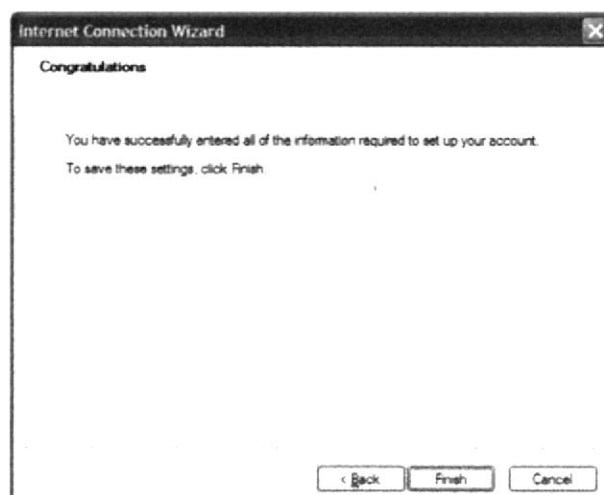 Internet Connection Wizard
Congratulations
You have successfully entered all of the information required to set up your account.
To save these settings, click Finish.
< Back
Finish
Cancel